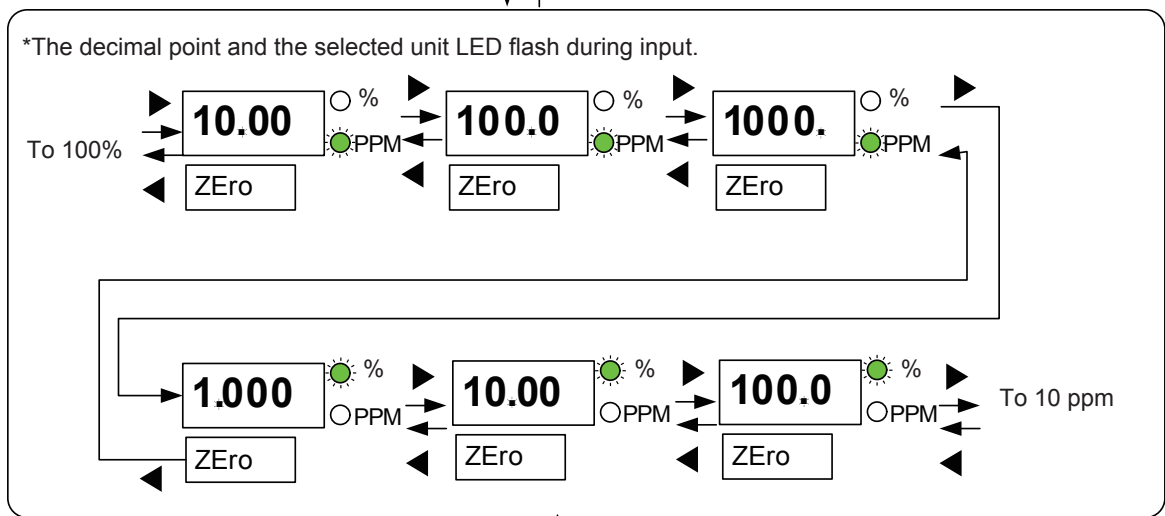 *The decimal point and the selected unit LED flash during input.
To 100%
10.00
%
PPM
ZEro
100.0
%
PPM
ZEro
1000.
%
PPM
ZEro
1.000
%
PPM
ZEro
10.00
%
PPM
ZEro
100.0
%
PPM
ZEro
To 10 ppm